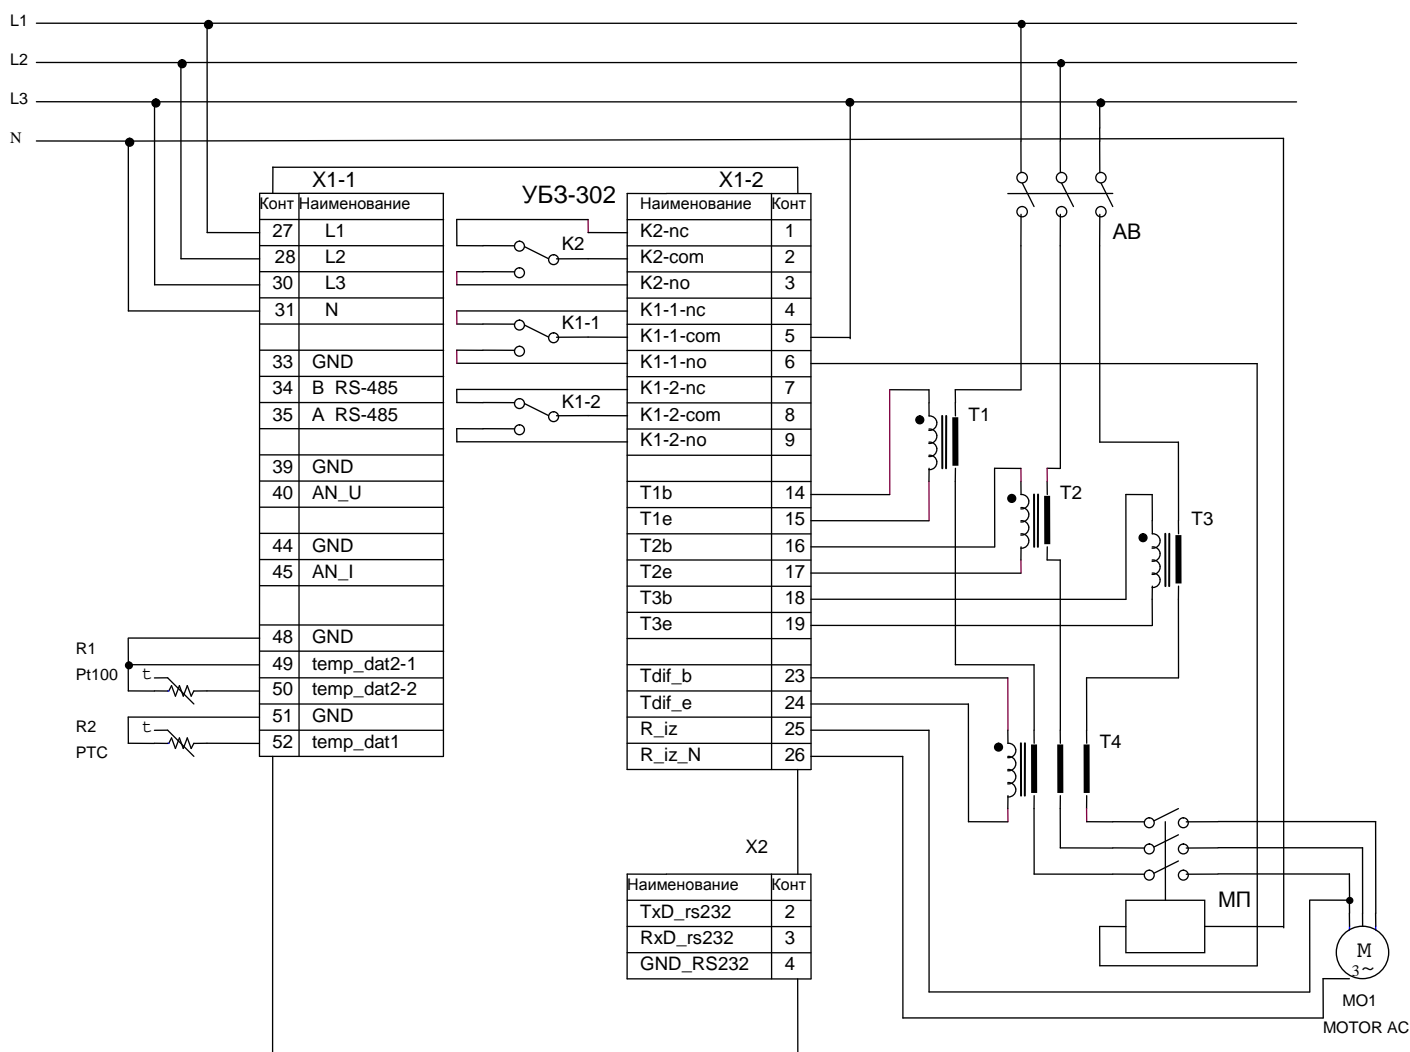 L1
L2
L3
N
X1-1
УБЗ-302
X1-2
Конт Наименование
27 L1
28 L2
30 L3
31 N
33 GND
34 B RS-485
35 A RS-485
39 GND
40 AN_U
44 GND
45 AN_I
48 GND
49 temp_dat2-1
50 temp_dat2-2
51 GND
52 temp_dat1
R1
Pt100
t
R2
PTC
t
K2
K1-1
K1-2
Наименование Конт
K2-nc 1
K2-com 2
K2-no 3
K1-1-nc 4
K1-1-com 5
K1-1-no 6
K1-2-nc 7
K1-2-com 8
K1-2-no 9
T1b 14
T1e 15
T2b 16
T2e 17
T3b 18
T3e 19
Tdif_b 23
Tdif_e 24
R_iz 25
R_iz_N 26
X2
Наименование Конт
TxD_rs232 2
RxD_rs232 3
GND_RS232 4
АВ
T1
T2
T3
T4
МП
M
3~
MO1
MOTOR AC